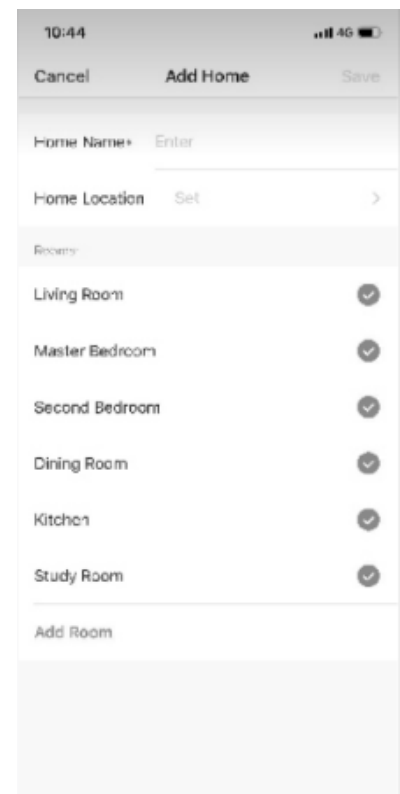 10:44 4G
Cancel Add Home Save
Home Name* Enter
Home Location Set
Rooms
Living Room
Master Bedroom
Second Bedroom
Dining Room
Kitchen
Study Room
Add Room